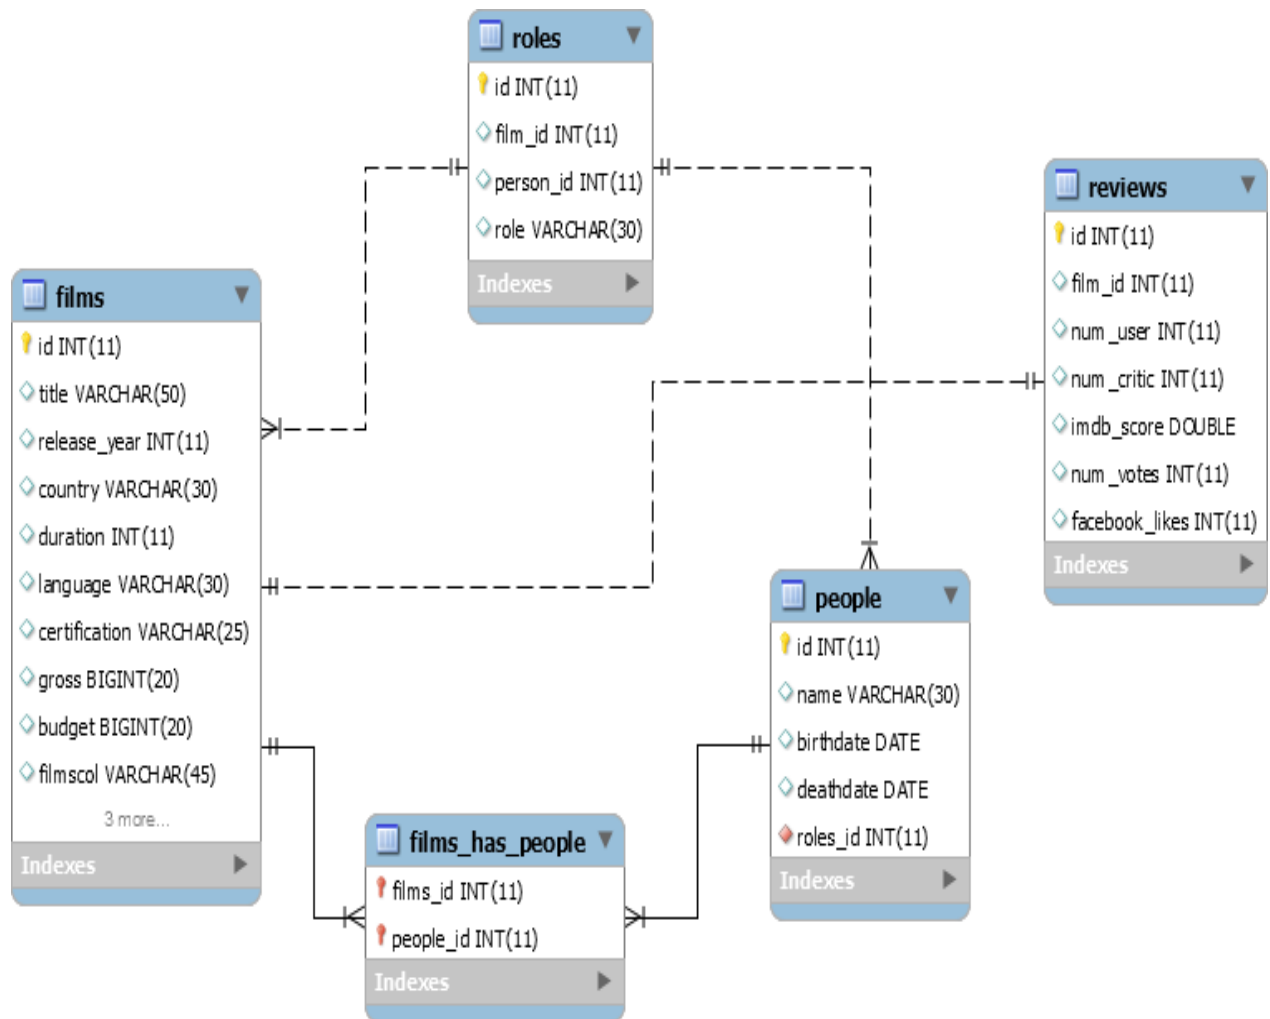 roles
id INT(11)
film_id INT(11)
person_id INT(11)
role VARCHAR(30)
Indexes
reviews
id INT(11)
film_id INT(11)
num_user INT(11)
num_critic INT(11)
imdb_score DOUBLE
num_votes INT(11)
facebook_likes INT(11)
Indexes
films
id INT(11)
title VARCHAR(50)
release_year INT(11)
country VARCHAR(30)
duration INT(11)
language VARCHAR(30)
certification VARCHAR(25)
gross BIGINT(20)
budget BIGINT(20)
filmscol VARCHAR(45)
3 more...
Indexes
people
id INT(11)
name VARCHAR(30)
birthdate DATE
deathdate DATE
roles_id INT(11)
Indexes
films_has_people
films_id INT(11)
people_id INT(11)
Indexes